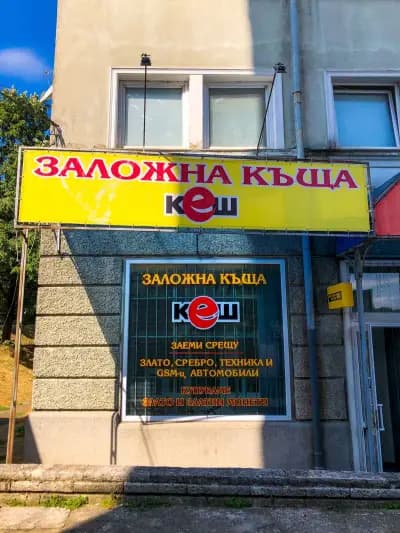 ЗАЛОЖНА КЪЩА
кеш
ЗАЛОЖНА КЪЩА
кеш
ЗАЕМИ СРЕЩУ
ЗЛАТО, СРЕБРО, ТЕХНИКА И
GSM-и, АВТОМОБИЛИ
КУПУВАМЕ
ЗЛАТО И ЗЛАТНИ МОНЕТИ